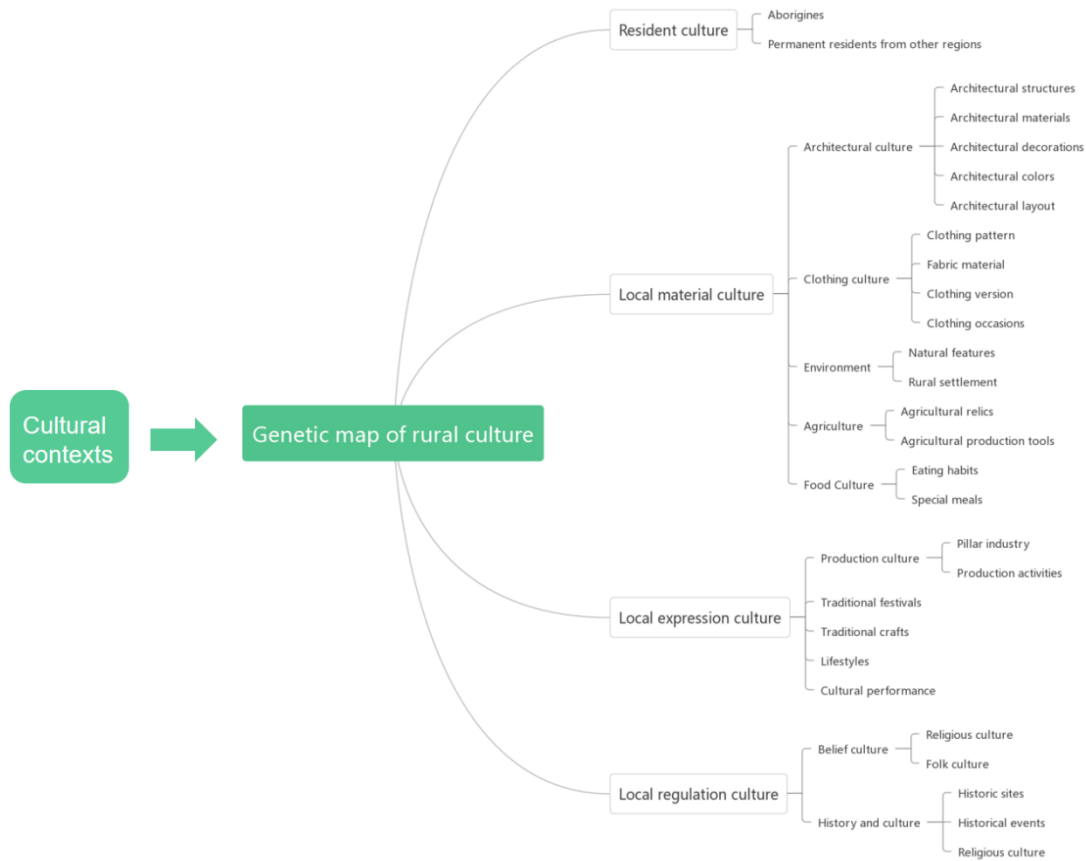 Cultural
contexts
Genetic map of rural culture
Resident culture
Aborigines
Permanent residents from other regions
Local material culture
Architectural culture
Architectural structures
Architectural materials
Architectural decorations
Architectural colors
Architectural layout
Clothing culture
Clothing pattern
Fabric material
Clothing version
Clothing occasions
Environment
Natural features
Rural settlement
Agriculture
Agricultural relics
Agricultural production tools
Food Culture
Eating habits
Special meals
Local expression culture
Production culture
Pillar industry
Production activities
Traditional festivals
Traditional crafts
Lifestyles
Cultural performance
Local regulation culture
Belief culture
Religious culture
Folk culture
History and culture
Historic sites
Historical events
Religious culture